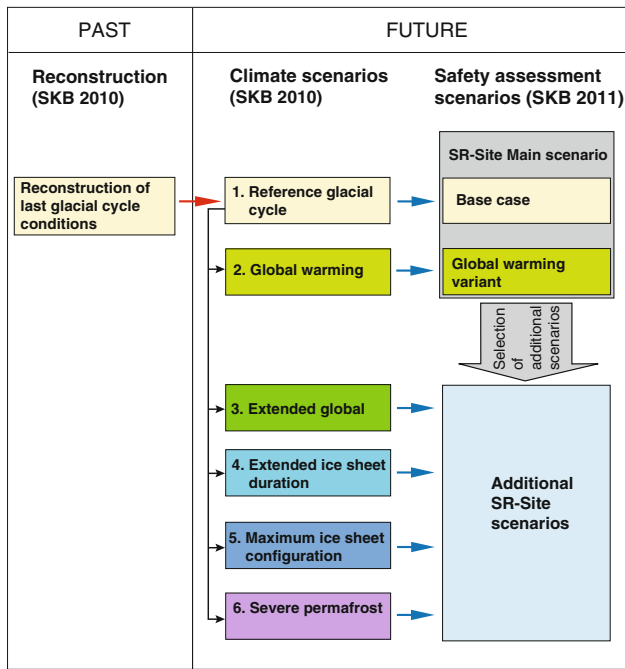 PAST
FUTURE
Reconstruction
(SKB 2010)
Climate scenarios
(SKB 2010)
Safety assessment
scenarios (SKB 2011)
SR-Site Main scenario
Reconstruction of
last glacial cycle
conditions
1. Reference glacial
cycle
Base case
2. Global warming
Global warming
variant
Selection
of
additional
scenarios
3. Extended global
4. Extended ice sheet
duration
Additional
SR-Site
scenarios
5. Maximum ice sheet
configuration
6. Severe permafrost